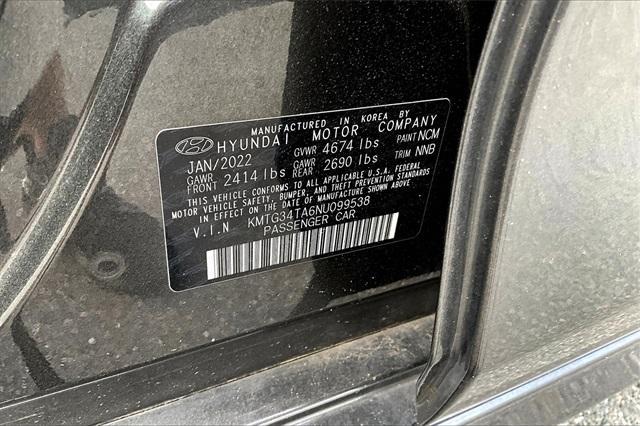 MANUFACTURED IN KOREA BY
HYUNDAI MOTOR COMPANY
JAN/2022 GVWR 4674 lbs PAINT NCM
GAWR FRONT 2414 lbs GAWR REAR 2690 lbs TRIM NNB
THIS VEHICLE CONFORMS TO ALL APPLICABLE U.S.A. FEDERAL
MOTOR VEHICLE SAFETY, BUMPER, AND THEFT PREVENTION STANDARDS
IN EFFECT ON THE DATE OF MANUFACTURE SHOWN ABOVE.
V.I.N KMTG34TA6NU099538
PASSENGER CAR